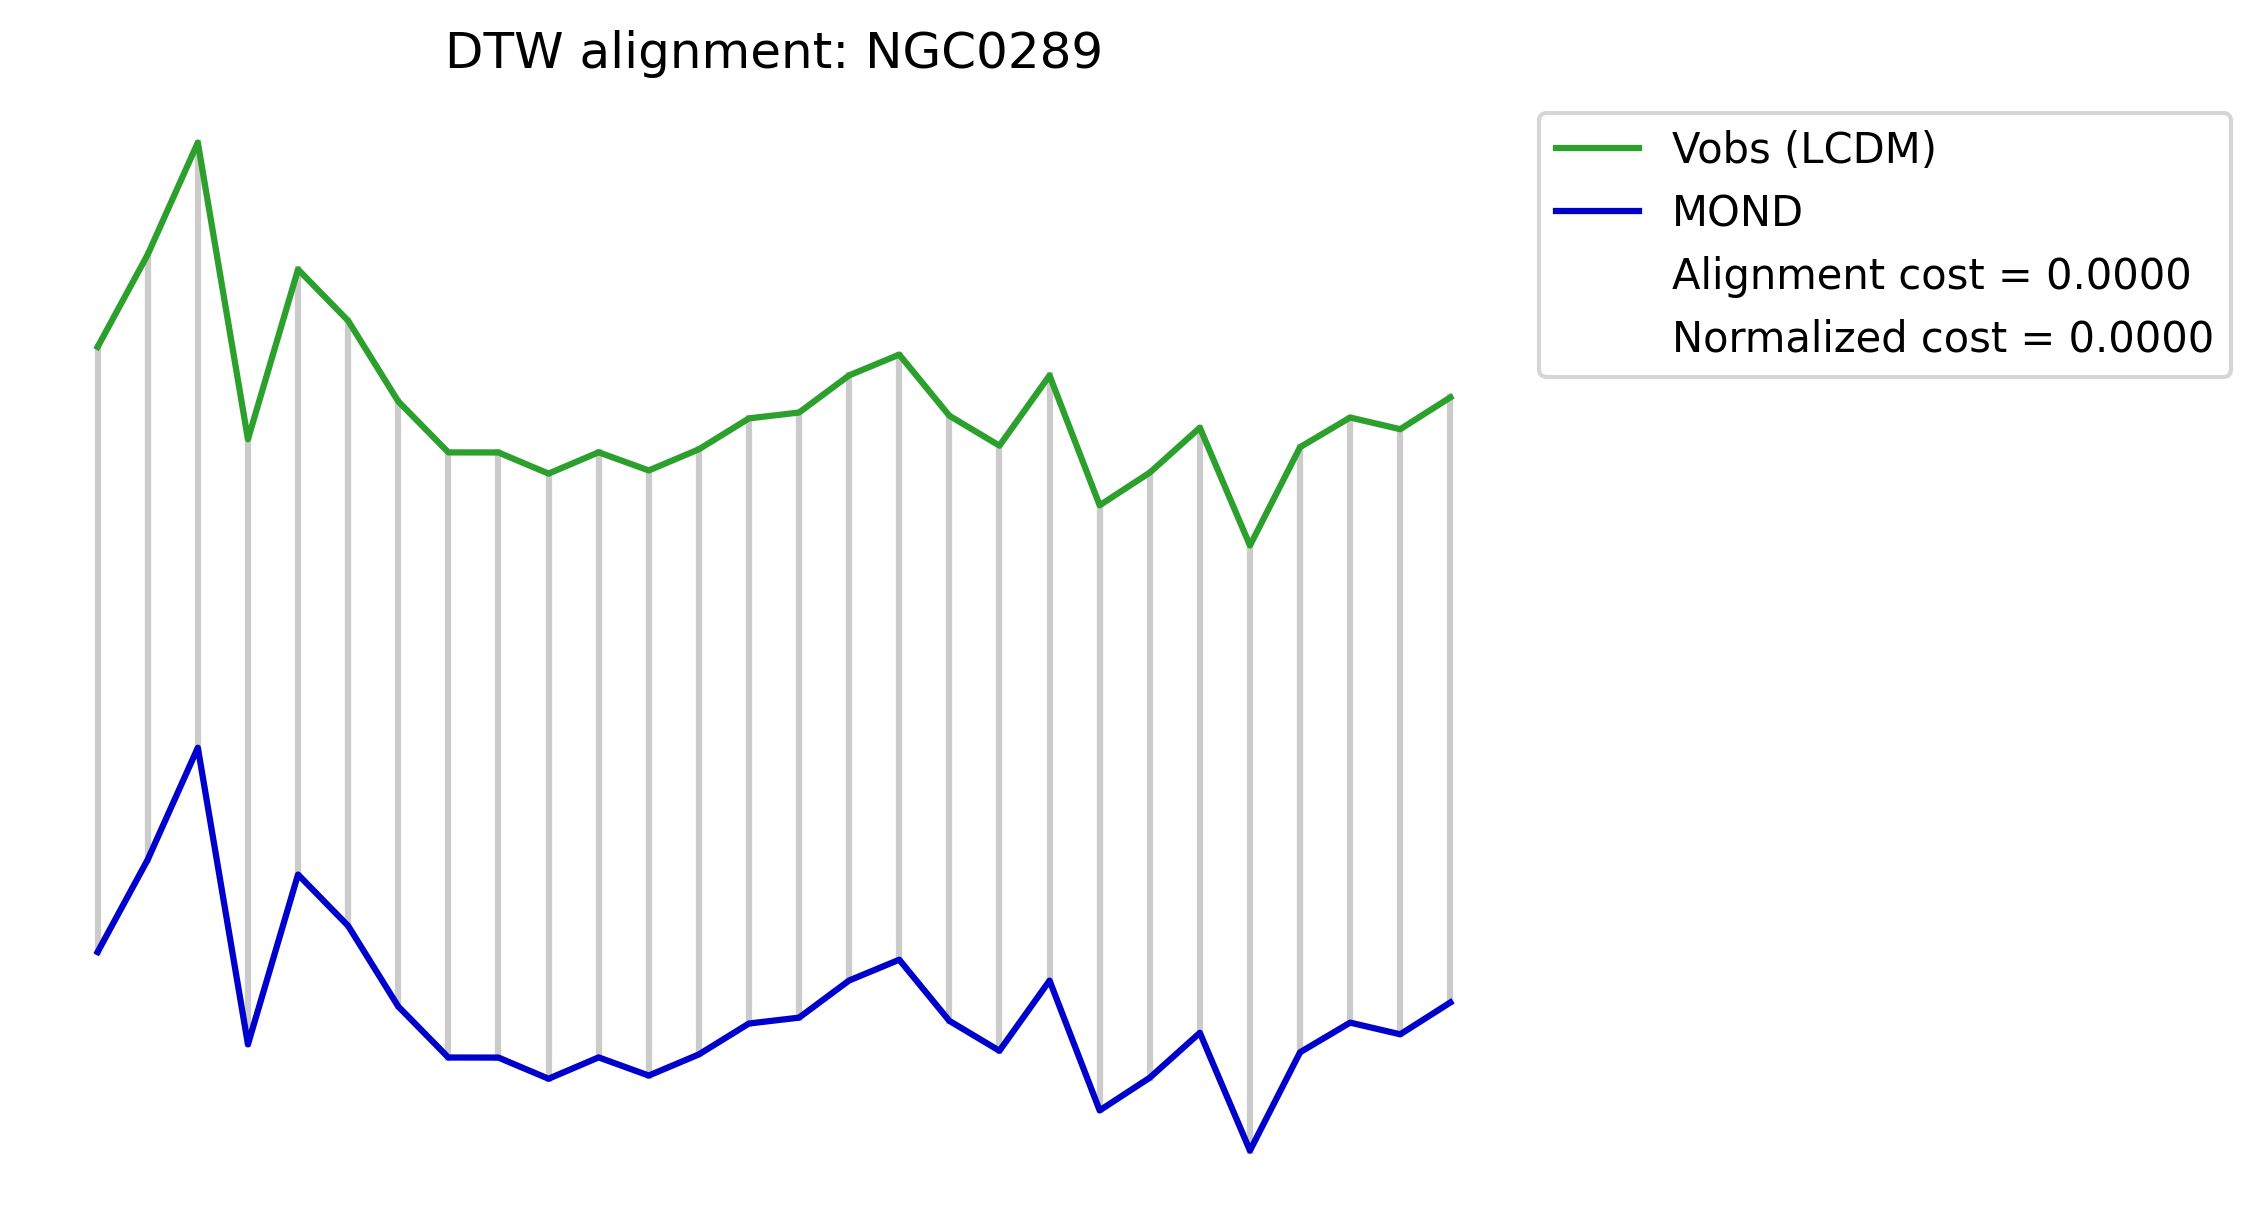 DTW alignment: NGC0289
Vobs (LCDM)
MOND
Alignment cost = 0.0000
Normalized cost = 0.0000